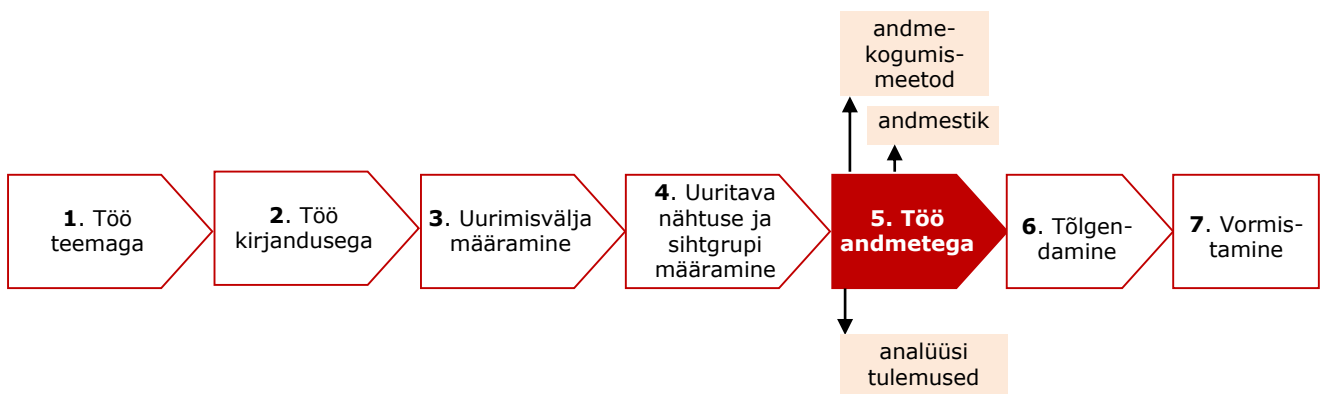 andme-
kogumis-
meetod
andmestik
1. Töö
teemaga
2. Töö
kirjandusega
3. Uurimisvälja
määramine
4. Uuritava
nähtuse ja
sihtgrupi
määramine
5. Töö
andmetega
6. Tõlgen-
damine
7. Vormis-
tamine
analüüsi
tulemused